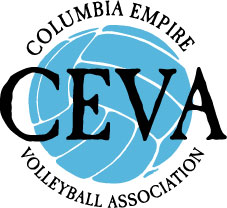 COLUMBIA EMPIRE
CEVA
VOLLEYBALL ASSOCIATION